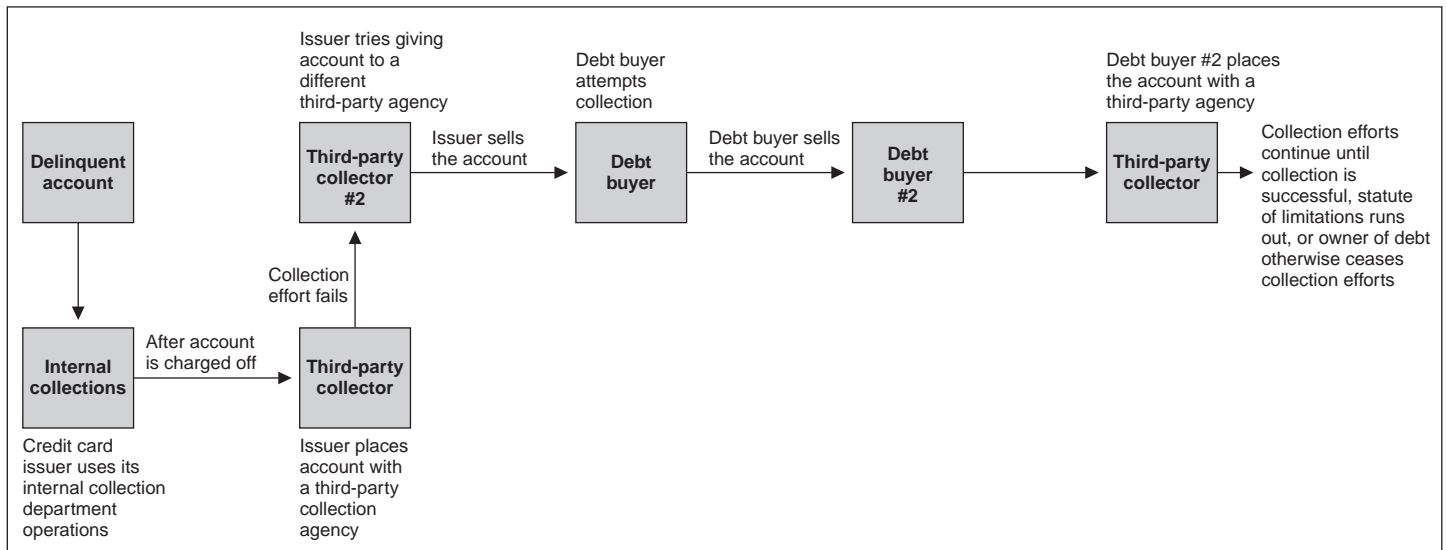 Issuer tries giving
account to a
different
third-party agency
Debt buyer
attempts
collection
Debt buyer #2 places
the account with a
third-party agency
Delinquent
account
Third-party
collector
#2
Issuer sells
the account
Debt
buyer
Debt buyer sells
the account
Debt
buyer
#2
Third-party
collector
Collection efforts
continue until
collection is
successful, statute
of limitations runs
out, or owner of debt
otherwise ceases
collection efforts
Collection
effort fails
Internal
collections
After account
is charged off
Third-party
collector
Credit card
issuer uses its
internal collection
department
operations
Issuer places
account with
a third-party
collection
agency